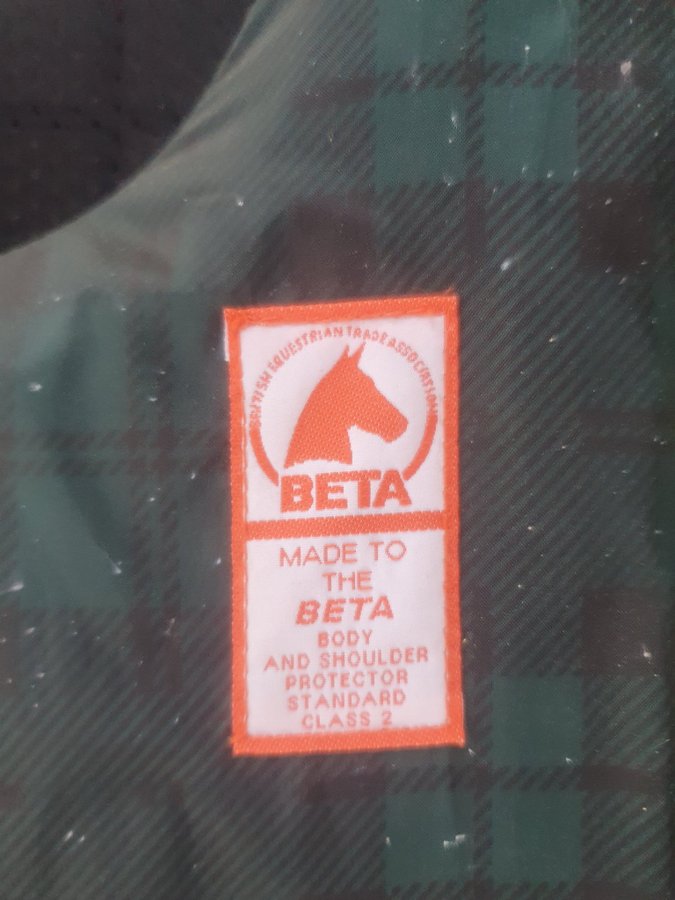 BRITISH EQUESTRIAN TRADE ASSOCIATION
BETA
MADE TO
THE
BETA
BODY
AND SHOULDER
PROTECTOR
STANDARD
CLASS 2